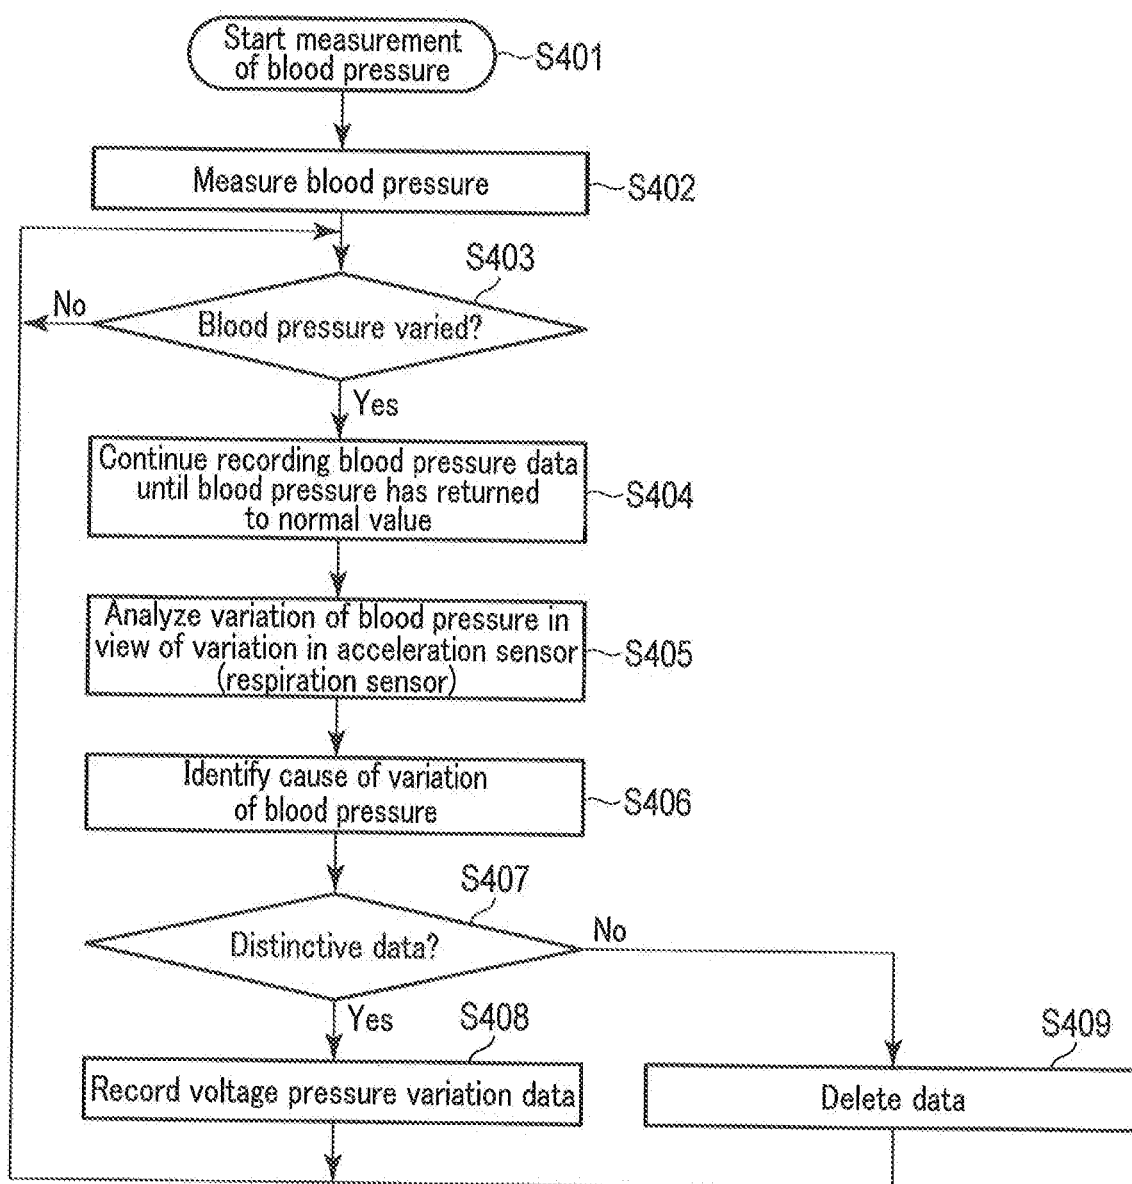 Start measurement
of blood pressure
S401
Measure blood pressure
S402
S403
No
Blood pressure varied?
Yes
Continue recording blood pressure data
until blood pressure has returned
to normal value
S404
Analyze variation of blood pressure in
view of variation in acceleration sensor
(respiration sensor)
S405
Identify cause of variation
of blood pressure
S406
S407
Distinctive data?
No
Yes
S408
Record voltage pressure variation data
S409
Delete data